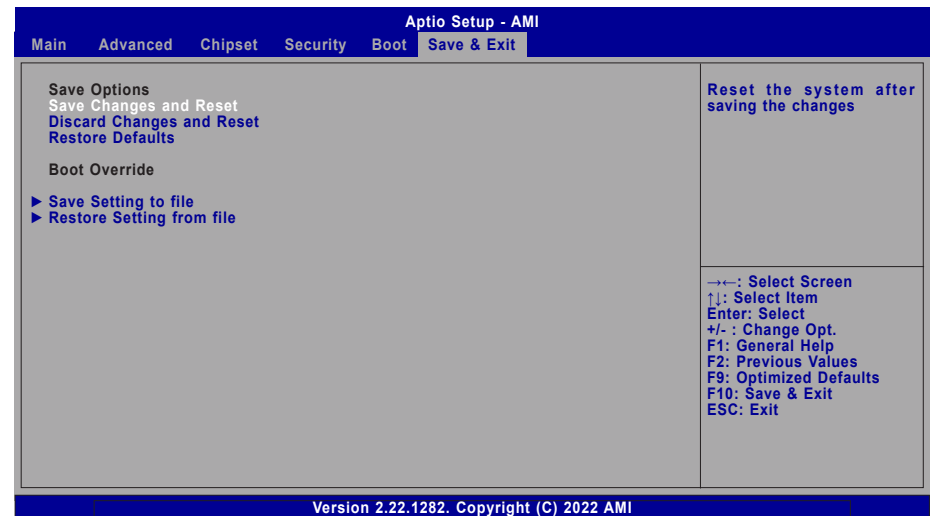 Aptio Setup - AMI
Main Advanced Chipset Security Boot Save & Exit
Save Options
Save Changes and Reset
Discard Changes and Reset
Restore Defaults
Boot Override
► Save Setting to file
► Restore Setting from file
Reset the system after
saving the changes
→←: Select Screen
↑↓: Select Item
Enter: Select
+/- : Change Opt.
F1: General Help
F2: Previous Values
F9: Optimized Defaults
F10: Save & Exit
ESC: Exit
Version 2.22.1282. Copyright (C) 2022 AMI